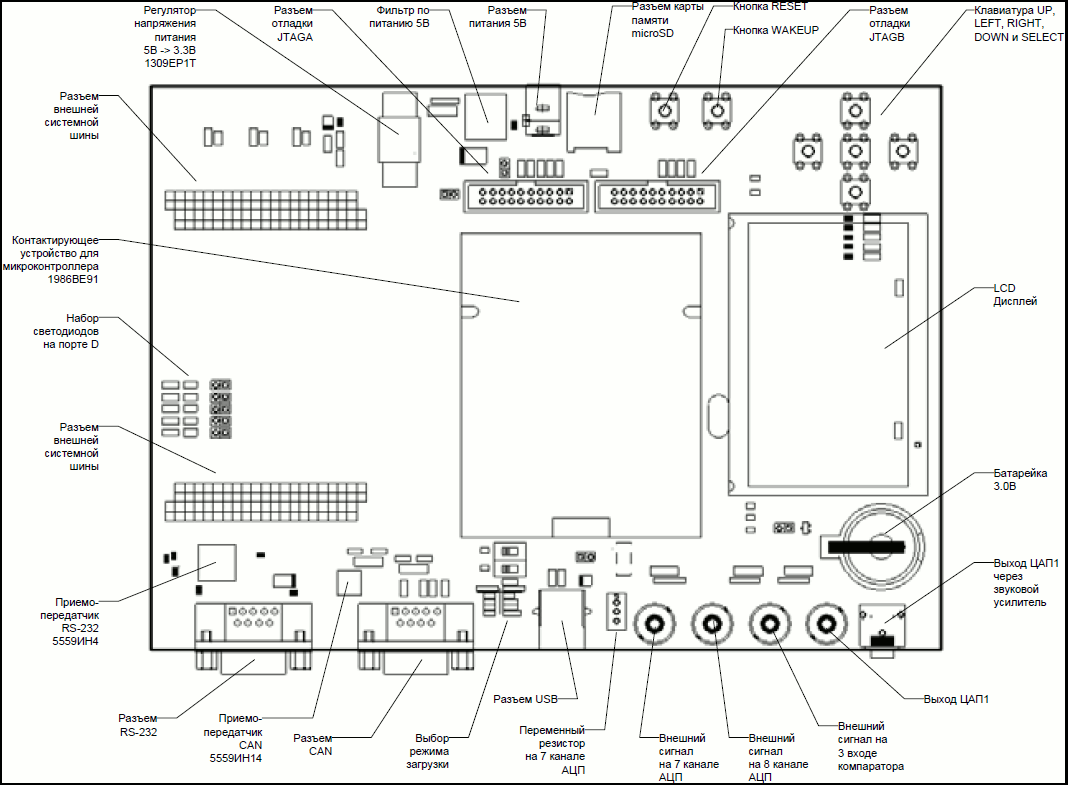 Регулятор
напряжения
питания
5В -> 3.3В
1309ЕР1Т
Разъем
отладки
JTAGA
Фильтр по
питанию 5В
Разъем
питания 5В
Разъем карты
памяти
microSD
Кнопка RESET
Кнопка WAKEUP
Разъем
отладки
JTAGB
Клавиатура UP,
LEFT, RIGHT,
DOWN и SELECT
Разъем
внешней
системной
шины
Контактирующее
устройство для
микроконтроллера
1986ВЕ91
Набор
светодиодов
на порте D
Разъем
внешней
системной
шины
Приемо-
передатчик
RS-232
5559ИН4
LCD
Дисплей
Батарейка
3.0В
Выход ЦАП1
через
звуковой
усилитель
Выход ЦАП1
Разъем
RS-232
Приемо-
передатчик
CAN
5559ИН14
Разъем
CAN
Выбор
режима
загрузки
Разъем USB
Переменный
резистор
на 7 канале
АЦП
Внешний
сигнал
на 7 канале
АЦП
Внешний
сигнал
на 8 канале
АЦП
Внешний
сигнал на
3 входе
компаратора